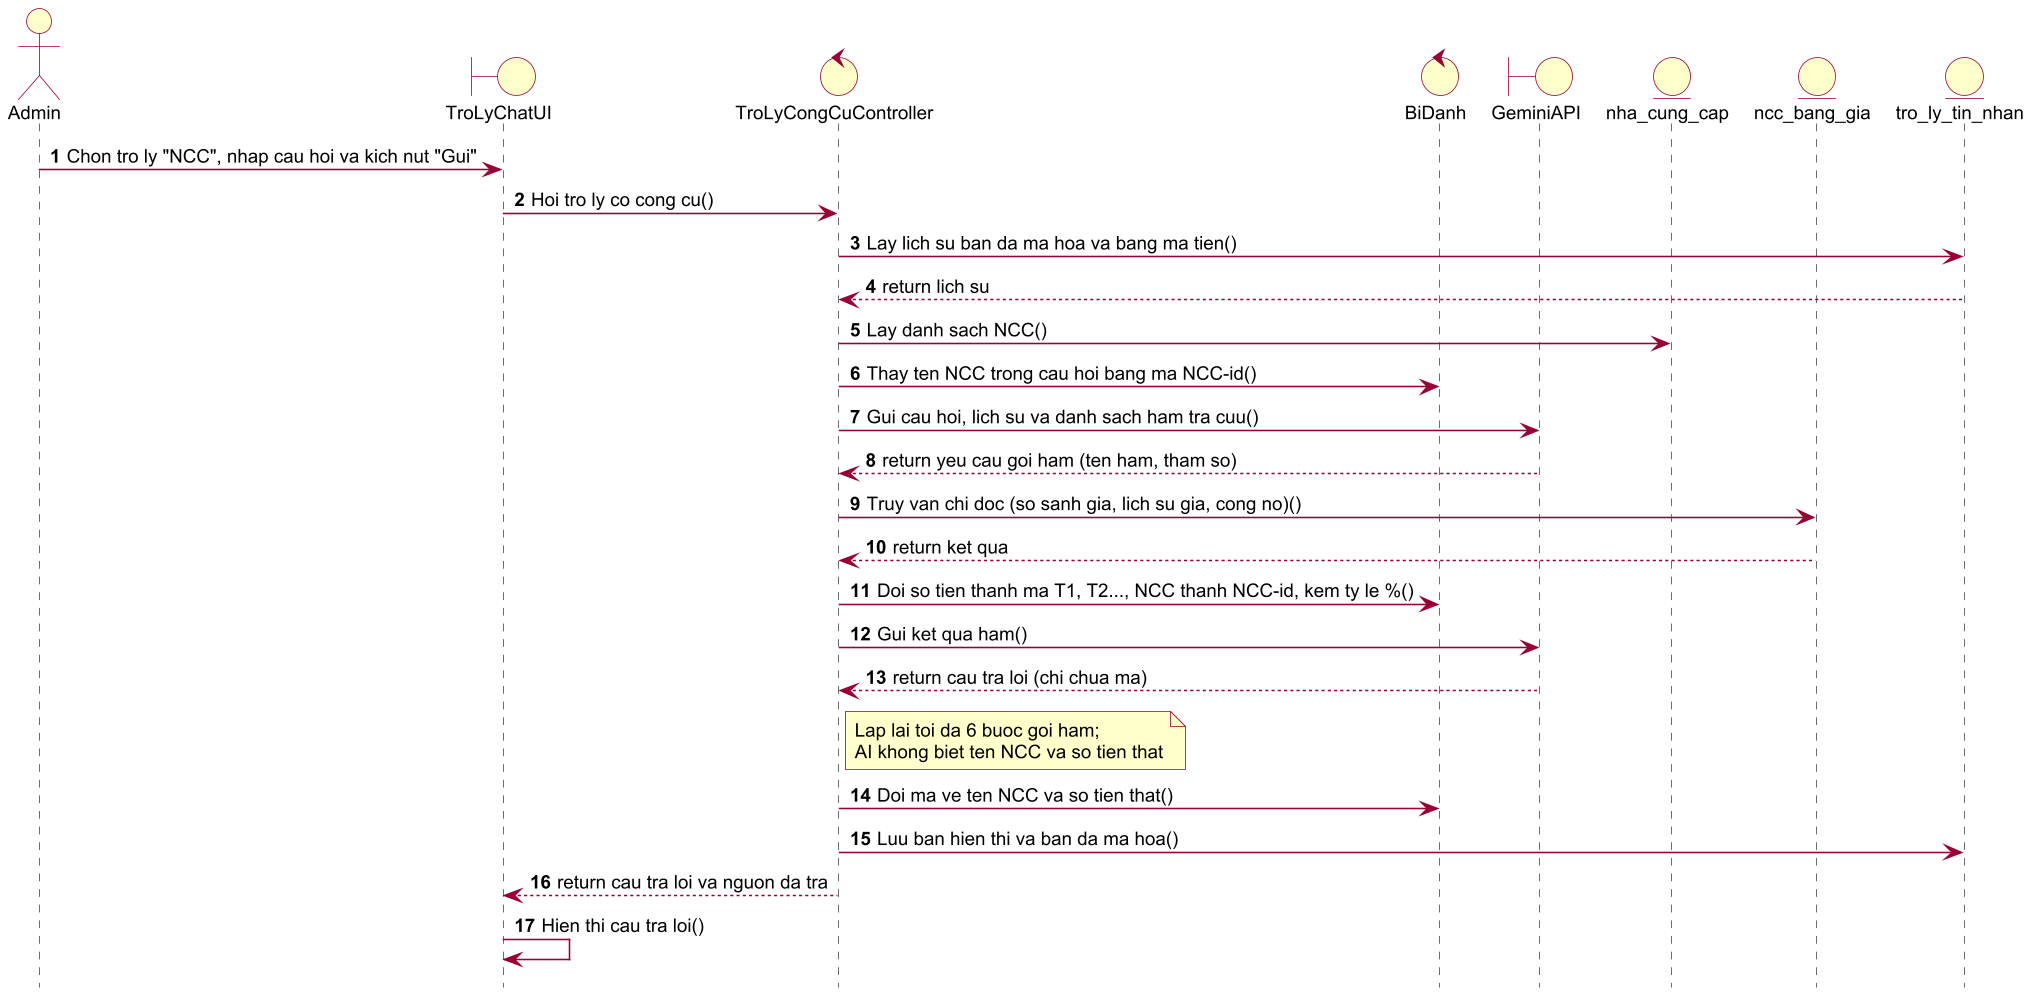 Admin
TroLyChatUI
TroLyCongCuController
BiDanh
GeminiAPI
nha_cung_cap
ncc_bang_gia
tro_ly_tin_nhan
1 Chon tro ly "NCC", nhap cau hoi va kich nut "Gui"
2 Hoi tro ly co cong cu()
3 Lay lich su ban da ma hoa va bang ma tien()
4 return lich su
5 Lay danh sach NCC()
6 Thay ten NCC trong cau hoi bang ma NCC-id()
7 Gui cau hoi, lich su va danh sach ham tra cuu()
8 return yeu cau goi ham (ten ham, tham so)
9 Truy van chi doc (so sanh gia, lich su gia, cong no)()
10 return ket qua
11 Doi so tien thanh ma T1, T2..., NCC thanh NCC-id, kem ty le %()
12 Gui ket qua ham()
13 return cau tra loi (chi chua ma)
Lap lai toi da 6 buoc goi ham;
AI khong biet ten NCC va so tien that
14 Doi ma ve ten NCC va so tien that()
15 Luu ban hien thi va ban da ma hoa()
16 return cau tra loi va nguon da tra
17 Hien thi cau tra loi()